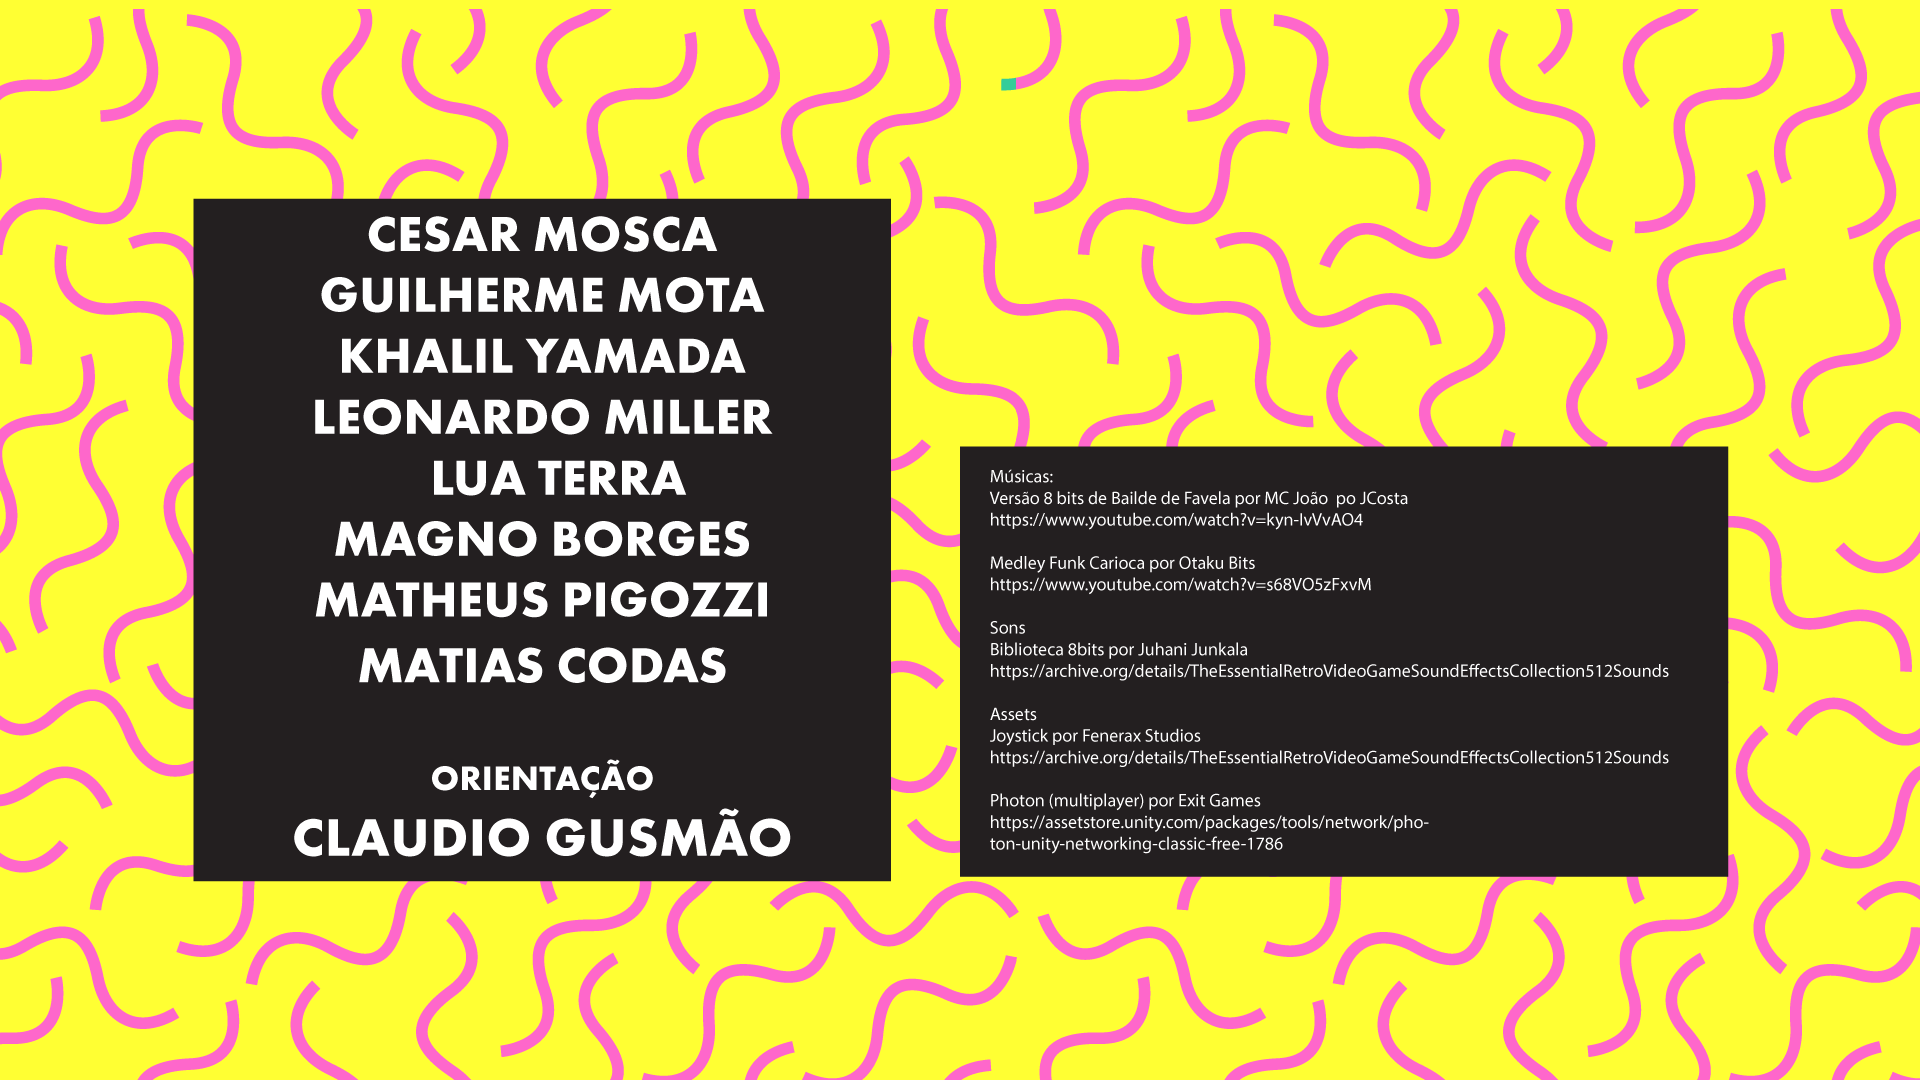 CESAR MOSCA
GUILHERME MOTA
KHALIL YAMADA
LEONARDO MILLER
LUA TERRA
MAGNO BORGES
MATHEUS PIGOZZI
MATIAS CODAS
ORIENTAÇÃO
CLAUDIO GUSMÃO
Músicas:
Versão 8 bits de Bailde de Favela por MC João  po JCosta
https://www.youtube.com/watch?v=kyn-IvVvAO4
Medley Funk Carioca por Otaku Bits
https://www.youtube.com/watch?v=s68VO5zFxvM
Sons
Biblioteca 8bits por Juhani Junkala
https://archive.org/details/TheEssentialRetroVideoGameSoundEffectsCollection512Sounds
Assets
Joystick por Fenerax Studios
https://archive.org/details/TheEssentialRetroVideoGameSoundEffectsCollection512Sounds
Photon (multiplayer) por Exit Games
https://assetstore.unity.com/packages/tools/network/pho-
ton-unity-networking-classic-free-1786